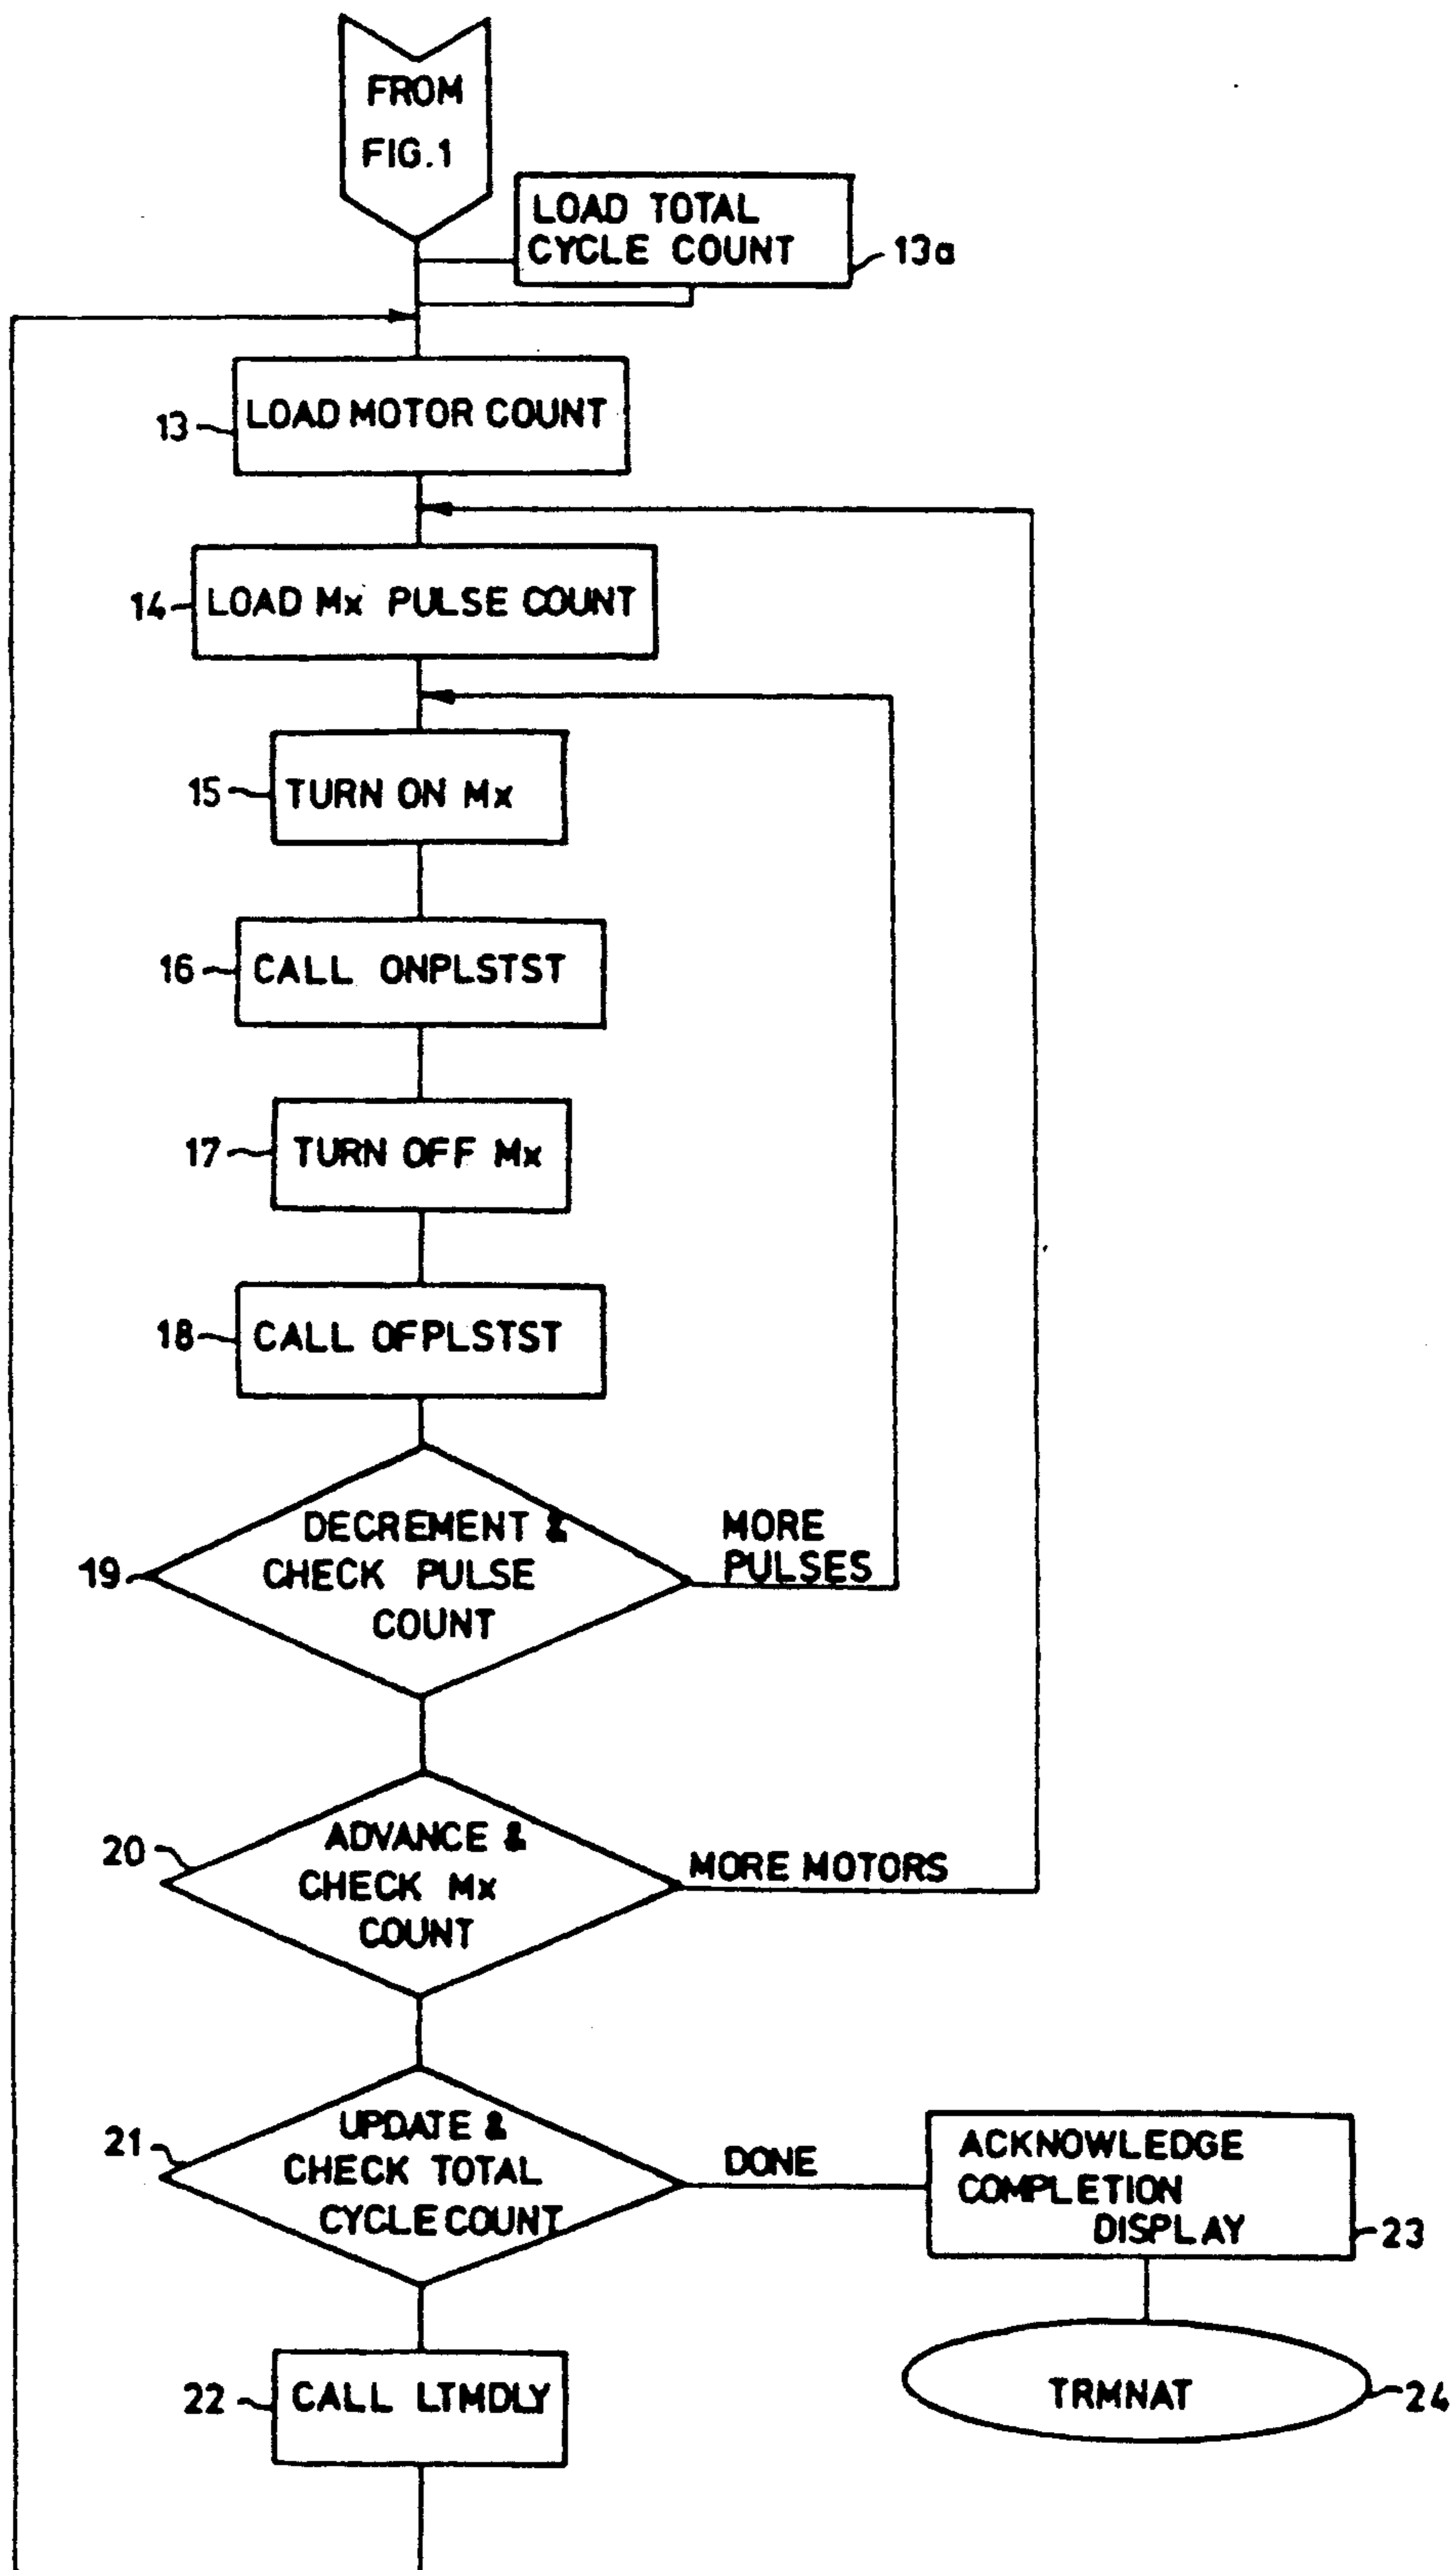 FROM
FIG.1
LOAD TOTAL
CYCLE COUNT
13a
LOAD MOTOR COUNT
13
LOAD Mx PULSE COUNT
14
TURN ON Mx
15
CALL ONPLSTST
16
TURN OFF Mx
17
CALL OFPLSTST
18
DECREMENT &
CHECK PULSE
COUNT
19
MORE
PULSES
ADVANCE &
CHECK Mx
COUNT
20
MORE MOTORS
UPDATE &
CHECK TOTAL
CYCLE COUNT
21
DONE
ACKNOWLEDGE
COMPLETION
DISPLAY
23
CALL LTMDLY
22
TRMNAT
24